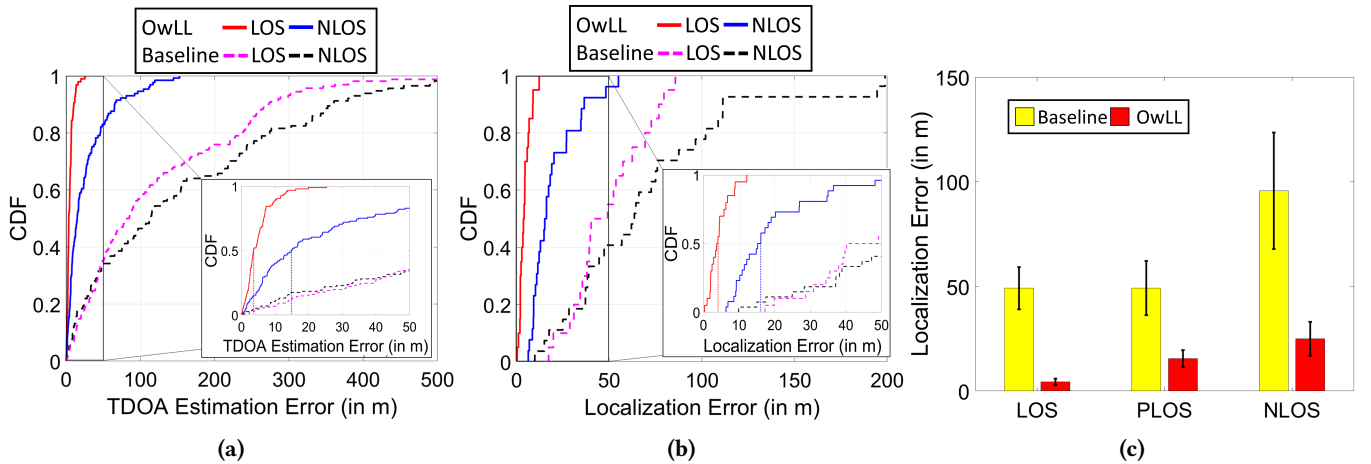 OwLL LOS NLOS
Baseline LOS NLOS
CDF
1
0.8
0.6
0.4
0.2
0
0 100 200 300 400 500
TDOA Estimation Error (in m)
CDF
1
0.5
0
0 10 20 30 40 50
TDOA Estimation Error (in m)
(a)
OwLL LOS NLOS
Baseline LOS NLOS
CDF
1
0.8
0.6
0.4
0.2
0
0 50 100 150 200
Localization Error (in m)
CDF
1
0.5
0
0 10 20 30 40 50
Localization Error (in m)
(b)
Baseline OwLL
Localization Error (in m)
150
100
50
0
LOS PLOS NLOS
(c)